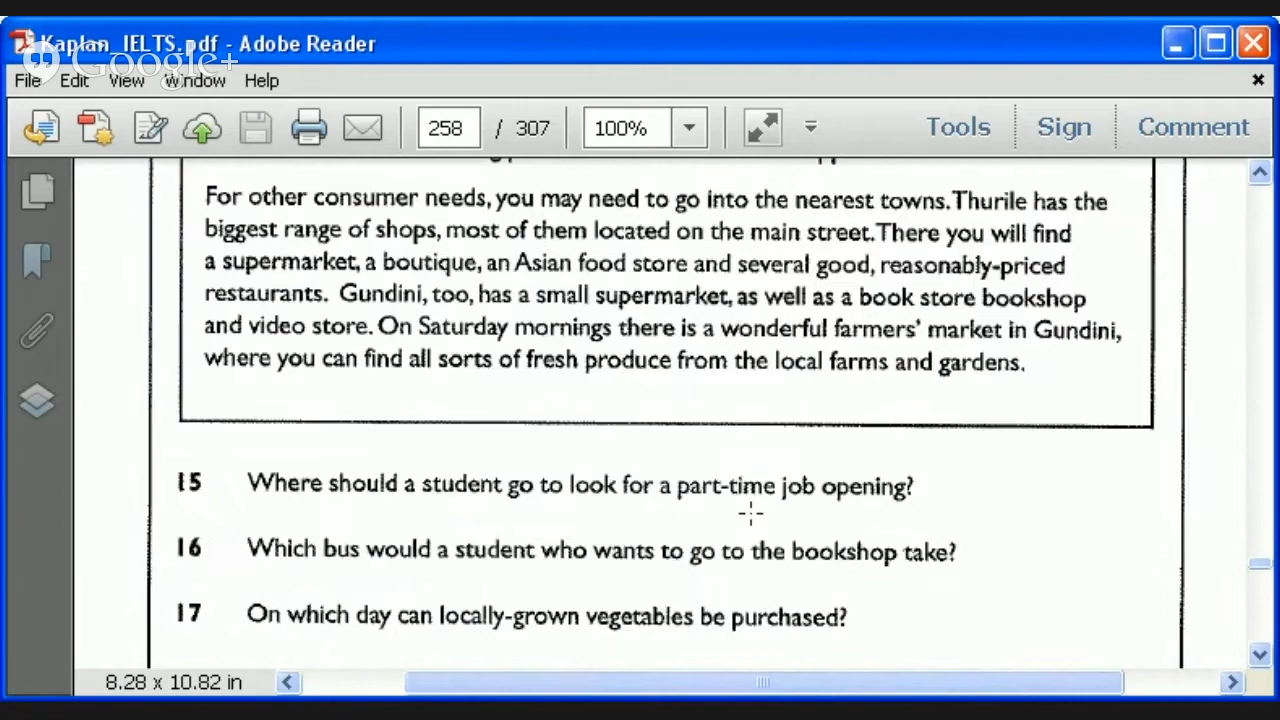 Kaplan_IELTS.pdf - Adobe Reader
Google+
File Edit View Window Help
258 / 307 100% Tools Sign Comment
For other consumer needs, you may need to go into the nearest towns. Thurile has the
biggest range of shops, most of them located on the main street. There you will find
a supermarket, a boutique, an Asian food store and several good, reasonably-priced
restaurants. Gundini, too, has a small supermarket, as well as a book store bookshop
and video store. On Saturday mornings there is a wonderful farmers' market in Gundini,
where you can find all sorts of fresh produce from the local farms and gardens.
15 Where should a student go to look for a part-time job opening?
16 Which bus would a student who wants to go to the bookshop take?
17 On which day can locally-grown vegetables be purchased?
8.28 x 10.82 in